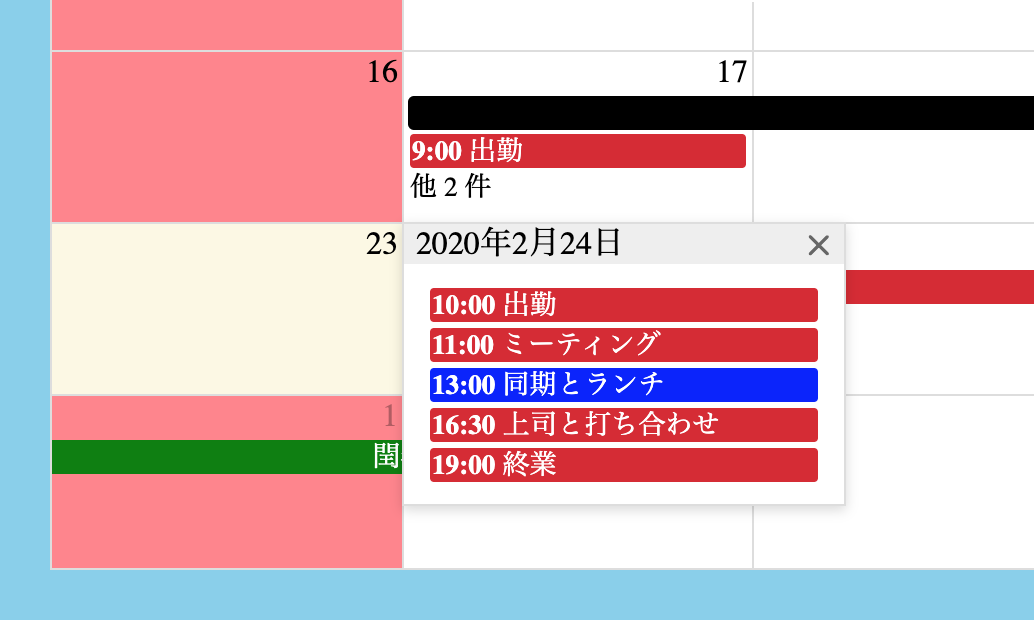 16
17
9:00 出勤
他 2 件
23
2020年2月24日
10:00 出勤
11:00 ミーティング
13:00 同期とランチ
16:30 上司と打ち合わせ
19:00 終業
1
閏